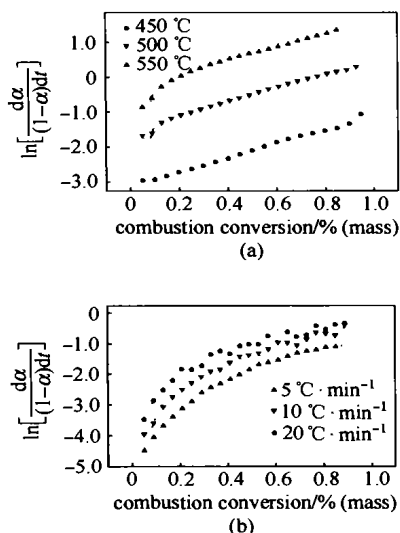 ln[dα/(1−α)dt]
1.0
0
−1.0
−2.0
−3.0
450 ℃
500 ℃
550 ℃
0 0.2 0.4 0.6 0.8 1.0
combustion conversion/% (mass)
(a)
ln[dα/(1−α)dt]
0
−1.0
−2.0
−3.0
−4.0
−5.0
5 ℃·min⁻¹
10 ℃·min⁻¹
20 ℃·min⁻¹
0 0.2 0.4 0.6 0.8 1.0
combustion conversion/% (mass)
(b)